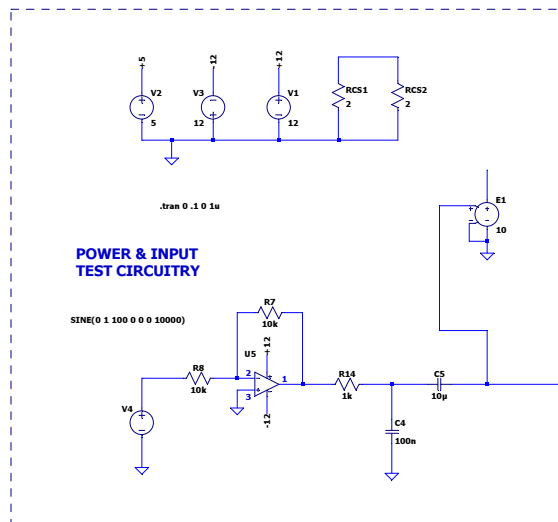 +5
-12
+12
V2
V3
V1
RCS1
RCS2
5
12
12
2
2
.tran 0 .1 0 1u
E1
10
POWER & INPUT
TEST CIRCUITRY
SINE(0 1 100 0 0 0 10000)
R7
10k
+12
U5
R8
10k
2
3
1
-12
R14
1k
C5
10µ
V4
C4
100n